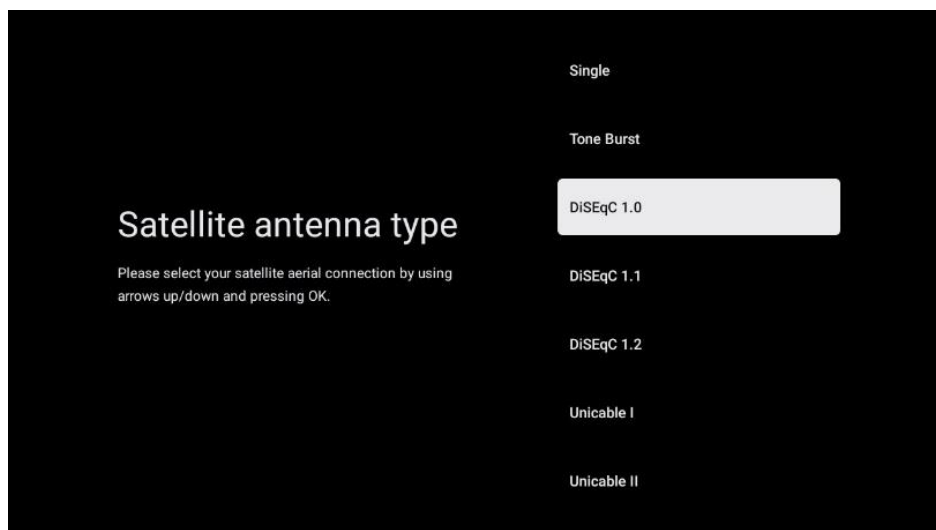 Satellite antenna type
Please select your satellite aerial connection by using
arrows up/down and pressing OK.
Single
Tone Burst
DiSEqC 1.0
DiSEqC 1.1
DiSEqC 1.2
Unicable I
Unicable II